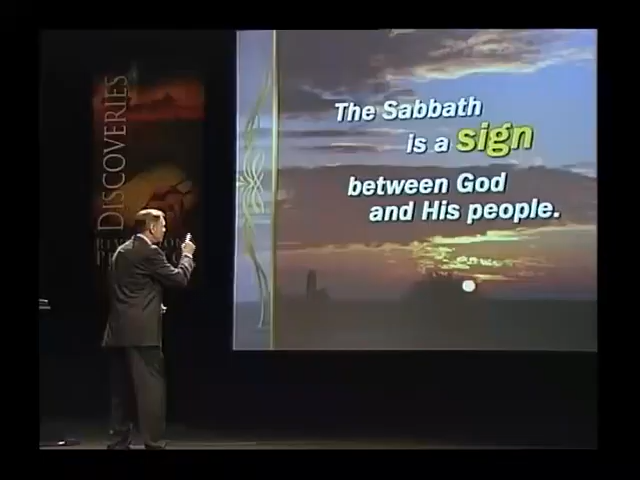 The Sabbath
is a sign
between God
and His people.
DISCOVERIES